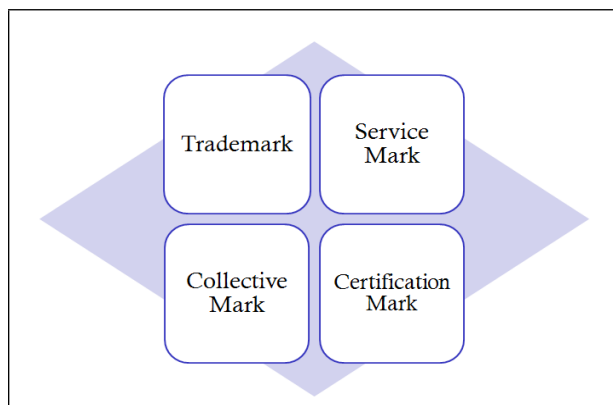 Trademark
Service
Mark
Collective
Mark
Certification
Mark